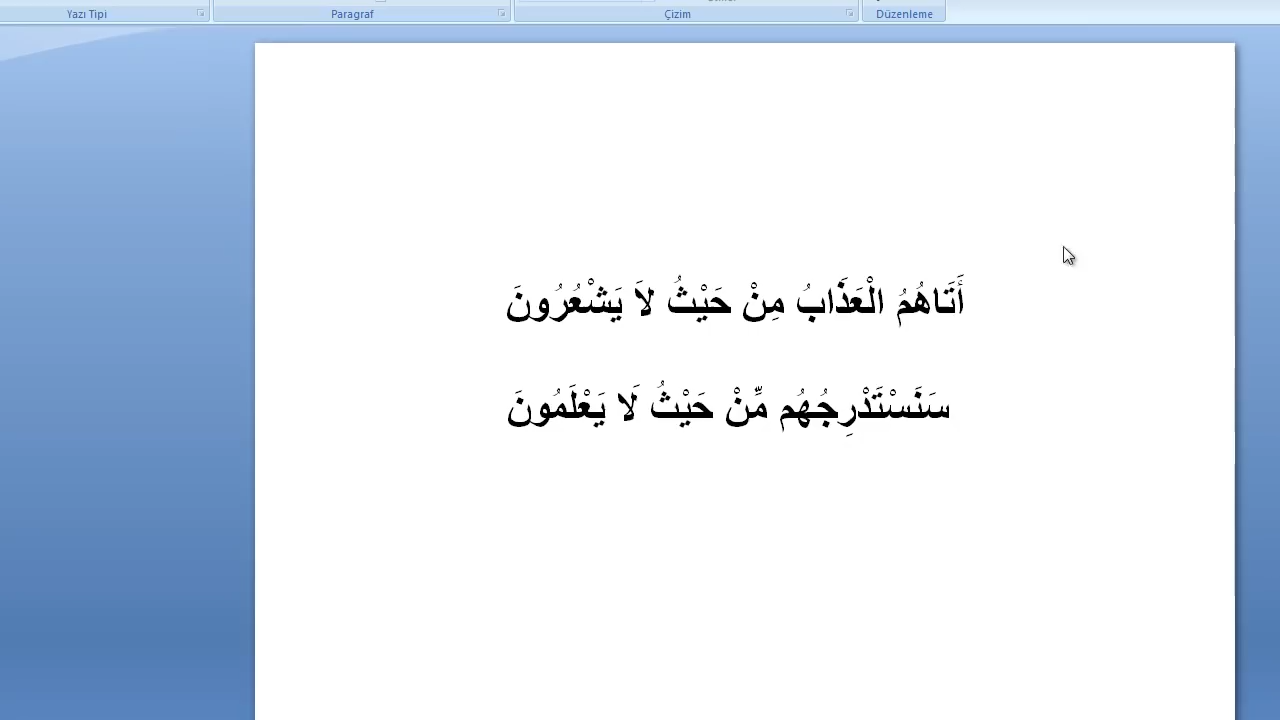 Yazı Tipi Paragraf Çizim Düzenleme
أَتَاهُمُ الْعَذَابُ مِنْ حَيْثُ لاَ يَشْعُرُونَ
سَنَسْتَدْرِجُهُم مِّنْ حَيْثُ لَا يَعْلَمُونَ